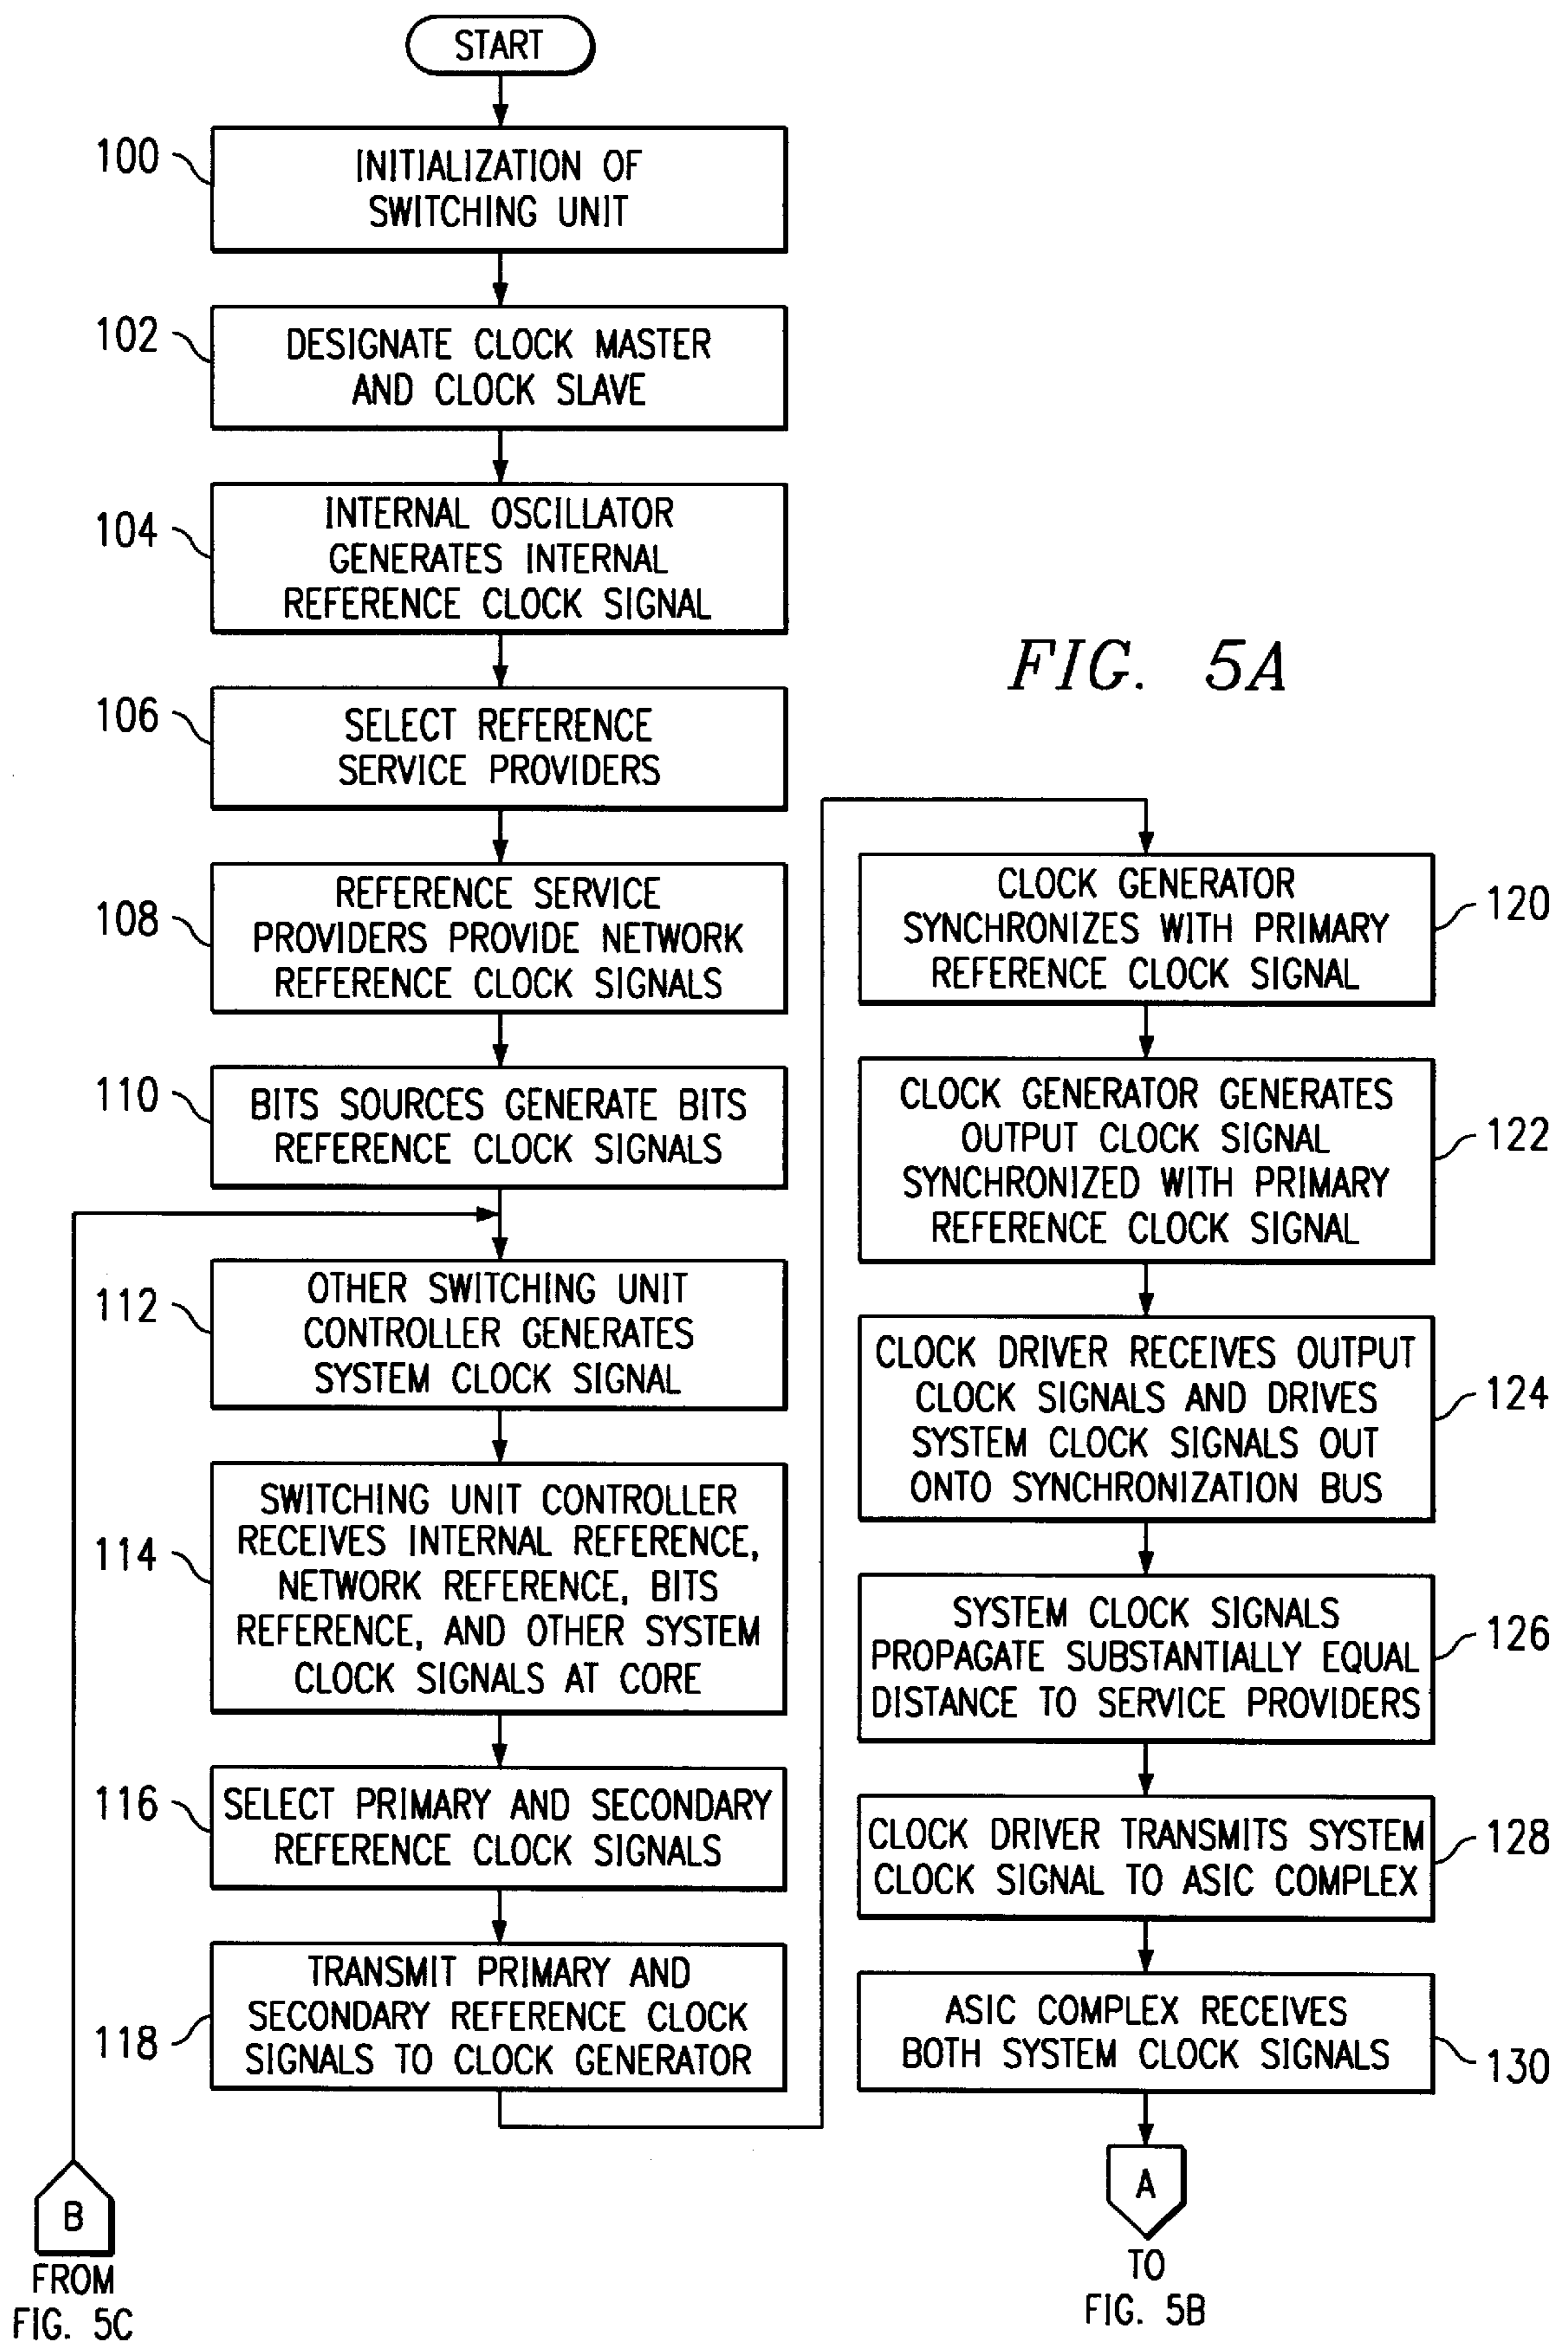 START
100
INITIALIZATION OF
SWITCHING UNIT
102
DESIGNATE CLOCK MASTER
AND CLOCK SLAVE
104
INTERNAL OSCILLATOR
GENERATES INTERNAL
REFERENCE CLOCK SIGNAL
106
SELECT REFERENCE
SERVICE PROVIDERS
108
REFERENCE SERVICE
PROVIDERS PROVIDE NETWORK
REFERENCE CLOCK SIGNALS
110
BITS SOURCES GENERATE BITS
REFERENCE CLOCK SIGNALS
112
OTHER SWITCHING UNIT
CONTROLLER GENERATES
SYSTEM CLOCK SIGNAL
114
SWITCHING UNIT CONTROLLER
RECEIVES INTERNAL REFERENCE,
NETWORK REFERENCE, BITS
REFERENCE, AND OTHER SYSTEM
CLOCK SIGNALS AT CORE
116
SELECT PRIMARY AND SECONDARY
REFERENCE CLOCK SIGNALS
118
TRANSMIT PRIMARY AND
SECONDARY REFERENCE CLOCK
SIGNALS TO CLOCK GENERATOR
B
FROM
FIG. 5C
FIG. 5A
CLOCK GENERATOR
SYNCHRONIZES WITH PRIMARY
REFERENCE CLOCK SIGNAL
120
CLOCK GENERATOR GENERATES
OUTPUT CLOCK SIGNAL
SYNCHRONIZED WITH PRIMARY
REFERENCE CLOCK SIGNAL
122
CLOCK DRIVER RECEIVES OUTPUT
CLOCK SIGNALS AND DRIVES
SYSTEM CLOCK SIGNALS OUT
ONTO SYNCHRONIZATION BUS
124
SYSTEM CLOCK SIGNALS
PROPAGATE SUBSTANTIALLY EQUAL
DISTANCE TO SERVICE PROVIDERS
126
CLOCK DRIVER TRANSMITS SYSTEM
CLOCK SIGNAL TO ASIC COMPLEX
128
ASIC COMPLEX RECEIVES
BOTH SYSTEM CLOCK SIGNALS
130
A
TO
FIG. 5B